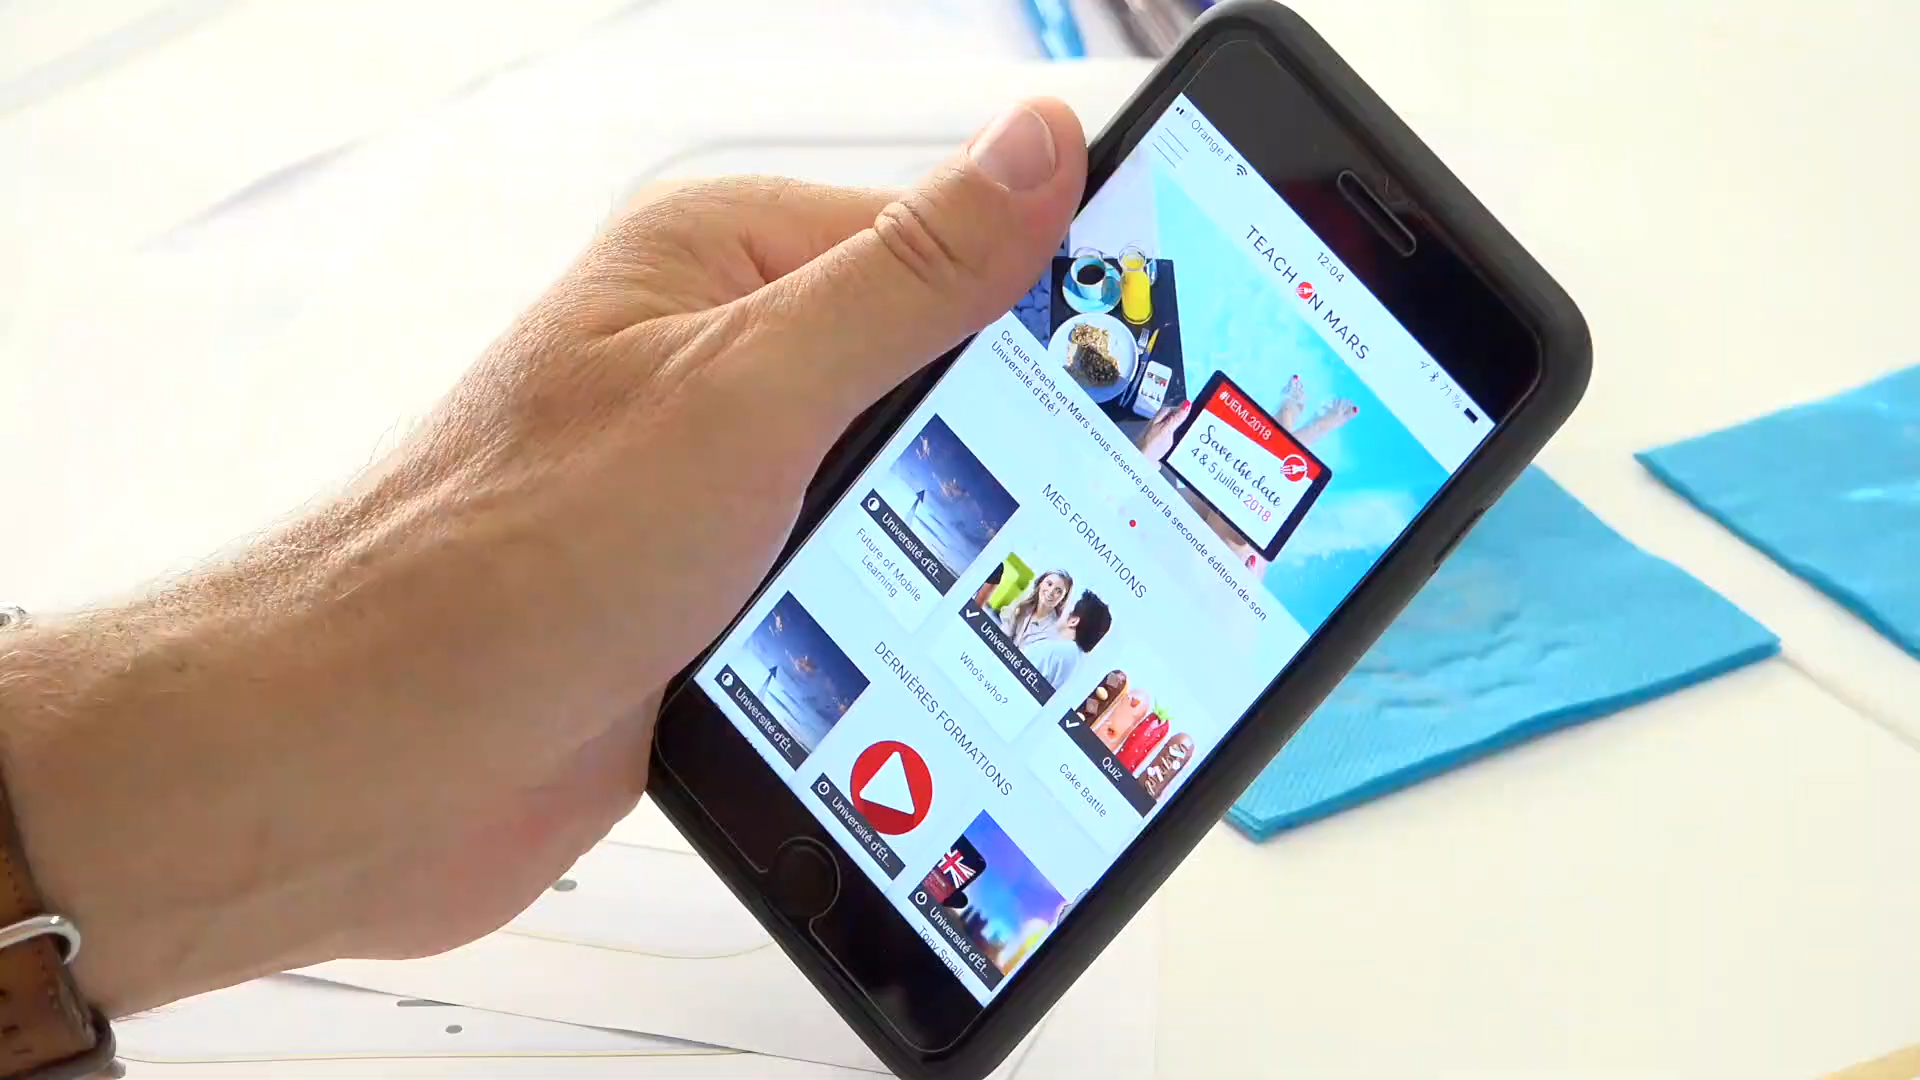 Orange F
12:04
71 %
TEACH ON MARS
#UEML2018
Save the date
4 & 5 juillet 2018
Ce que Teach on Mars vous réserve pour la seconde édition de son
Université d'Été !
MES FORMATIONS
Université d'Ét...
Future of Mobile
Learning
Université d'Ét...
Who's who?
Quiz
Cake Battle
DERNIÈRES FORMATIONS
Université d'Ét...
Université d'Ét...
Université d'Ét...
Tony Small: